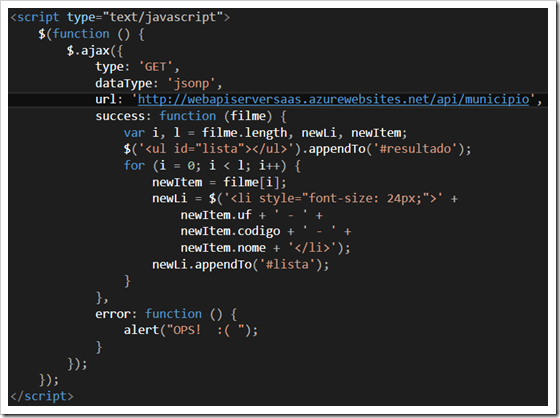 <script type="text/javascript">
    $(function () {
        $.ajax({
            type: 'GET',
            dataType: 'jsonp',
            url: 'http://webapiserversaas.azurewebsites.net/api/municipio',
            success: function (filme) {
                var i, l = filme.length, newLi, newItem;
                $('<ul id="lista"></ul>').appendTo('#resultado');
                for (i = 0; i < l; i++) {
                    newItem = filme[i];
                    newLi = $('<li style="font-size: 24px;">' +
                        newItem.uf + ' - ' +
                        newItem.codigo + ' - ' +
                        newItem.nome + '</li>');
                    newLi.appendTo('#lista');
                }
            },
            error: function () {
                alert("OPS!  :( ");
            }
        });
    });
</script>